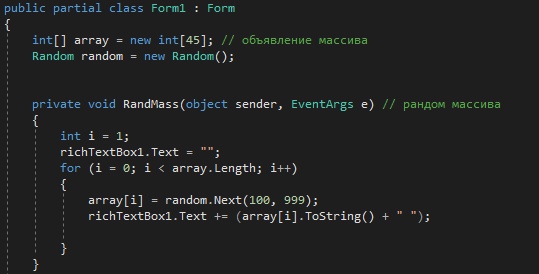 public partial class Form1 : Form
{
int[] array = new int[45]; // объявление массива
Random random = new Random();
private void RandMass(object sender, EventArgs e) // рандом массива
{
int i = 1;
richTextBox1.Text = "";
for (i = 0; i < array.Length; i++)
{
array[i] = random.Next(100, 999);
richTextBox1.Text += (array[i].ToString() + " ");
}
}